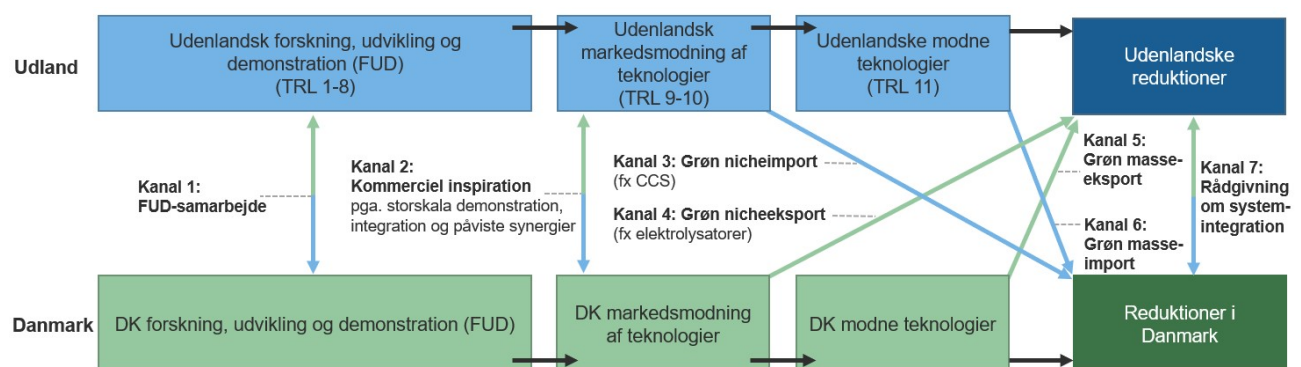 Udland
Udenlandsk forskning, udvikling og
demonstration (FUD)
(TRL 1-8)
Udenlandsk
markedsmodning af
teknologier
(TRL 9-10)
Udenlandske modne
teknologier
(TRL 11)
Udenlandske
reduktioner
Kanal 1:
FUD-samarbejde
Kanal 2:
Kommerciel inspiration
pga. storskala demonstration,
integration og påviste synergier
Kanal 3: Grøn nicheimport
(fx CCS)
Kanal 4: Grøn nicheeksport
(fx elektrolysatorer)
Kanal 5:
Grøn masse-
eksport
Kanal 6:
Grøn masse-
import
Kanal 7:
Rådgivning
om system-
integration
Danmark
DK forskning, udvikling og demonstration (FUD)
DK markedsmodning
af teknologier
DK modne teknologier
Reduktioner i
Danmark